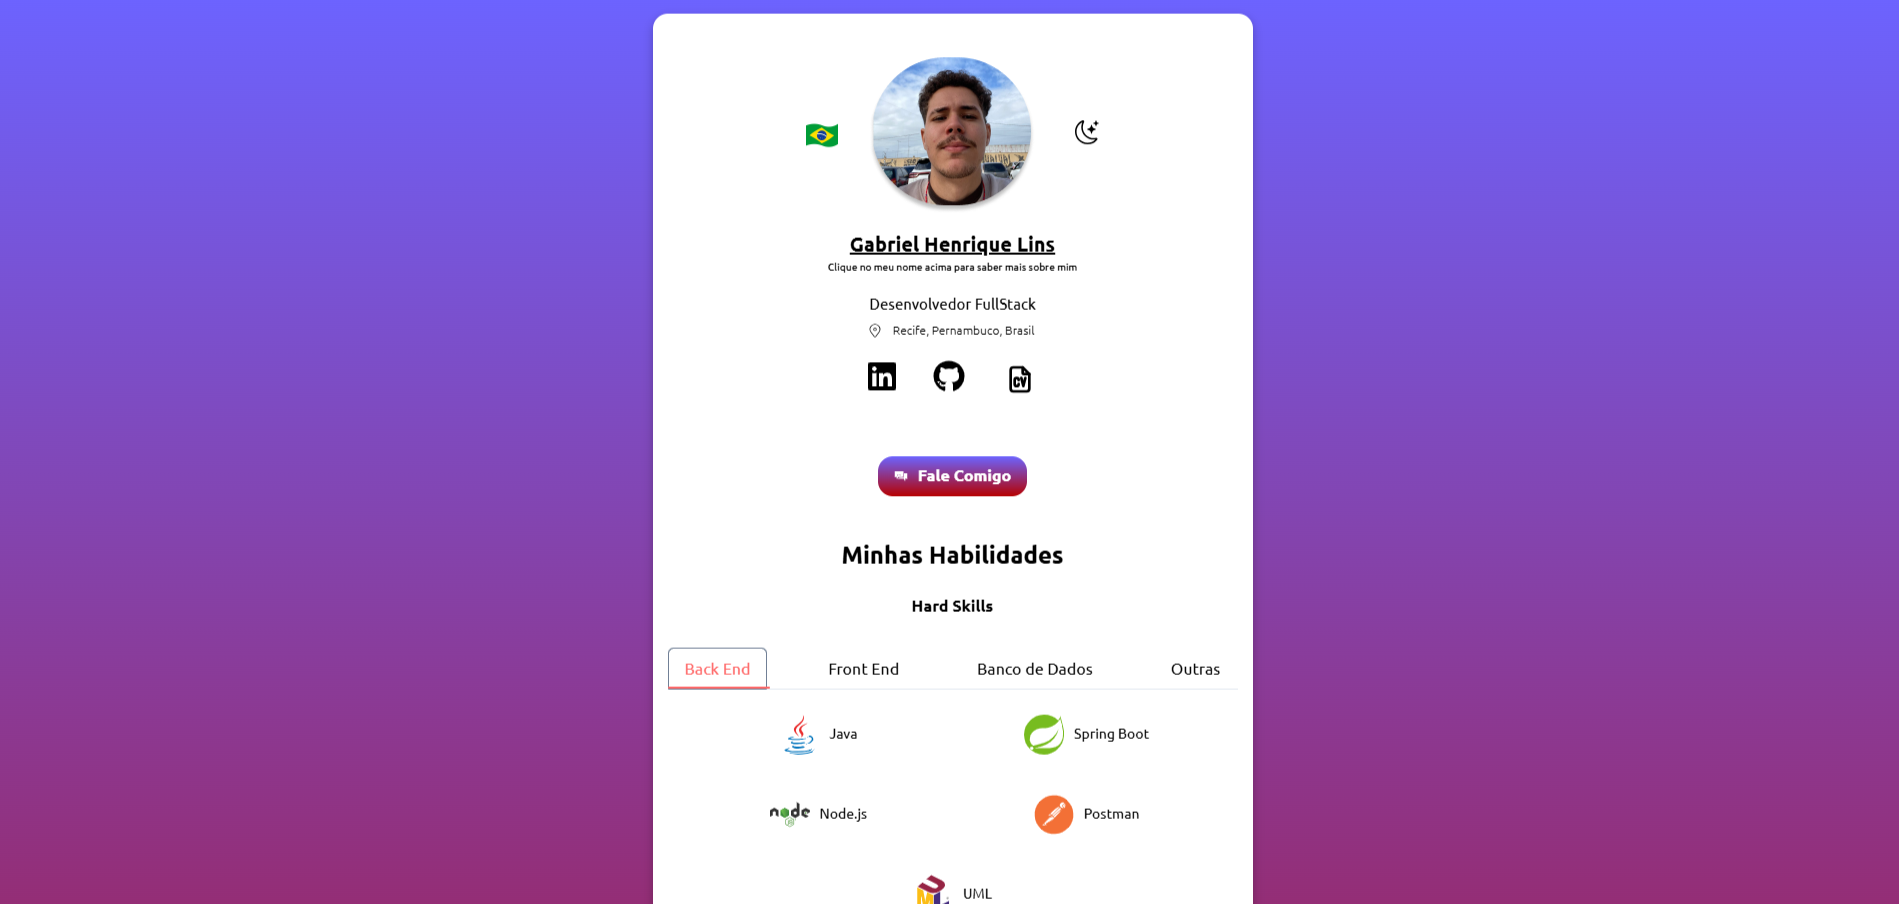 Gabriel Henrique Lins
Clique no meu nome acima para saber mais sobre mim
Desenvolvedor FullStack
Recife, Pernambuco, Brasil
in CV
Fale Comigo
Minhas Habilidades
Hard Skills
Back End Front End Banco de Dados Outras
Java Spring Boot
node Node.js Postman
UML